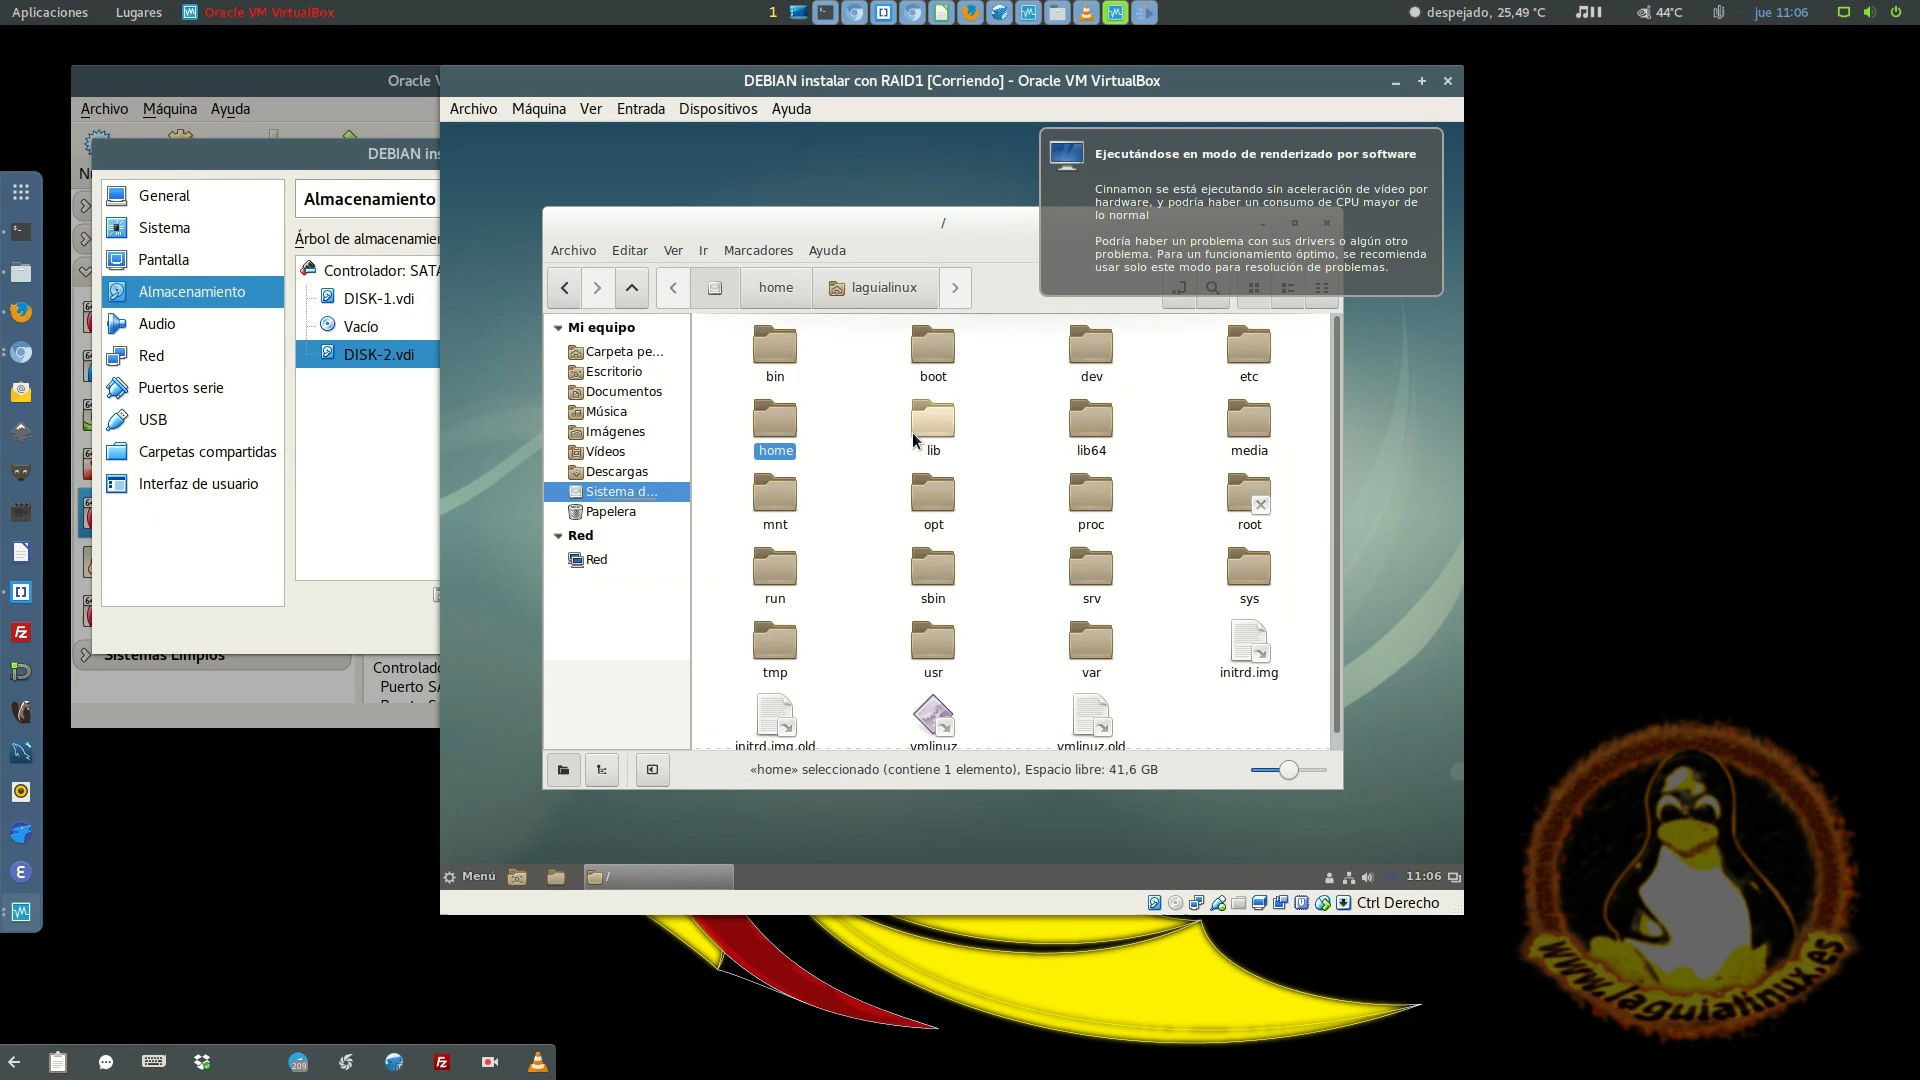 Aplicaciones Lugares Oracle VM VirtualBox 1 despejado, 25,49 °C 44°C jue 11:06
Oracle V
Archivo Máquina Ayuda
DEBIAN ins
General
Sistema
Pantalla
Almacenamiento
Audio
Red
Puertos serie
USB
Carpetas compartidas
Interfaz de usuario
Almacenamiento
Árbol de almacenamie
Controlador: SATA
DISK-1.vdi
Vacío
DISK-2.vdi
Sistemas Limpios
Controlad
Puerto SA
DEBIAN instalar con RAID1 [Corriendo] - Oracle VM VirtualBox
Archivo Máquina Ver Entrada Dispositivos Ayuda
Ejecutándose en modo de renderizado por software
Cinnamon se está ejecutando sin aceleración de vídeo por
hardware, y podría haber un consumo de CPU mayor de
lo normal
Podría haber un problema con sus drivers o algún otro
problema. Para un funcionamiento óptimo, se recomienda
usar solo este modo para resolución de problemas.
/
Archivo Editar Ver Ir Marcadores Ayuda
home laguialinux
Mi equipo
Carpeta pe...
Escritorio
Documentos
Música
Imágenes
Vídeos
Descargas
Sistema d...
Papelera
Red
Red
bin boot dev etc
home lib lib64 media
mnt opt proc root
run sbin srv sys
tmp usr var initrd.img
initrd.img.old vmlinuz vmlinuz.old
«home» seleccionado (contiene 1 elemento), Espacio libre: 41,6 GB
Menú / 11:06
Ctrl Derecho
209
www.laguialinux.es